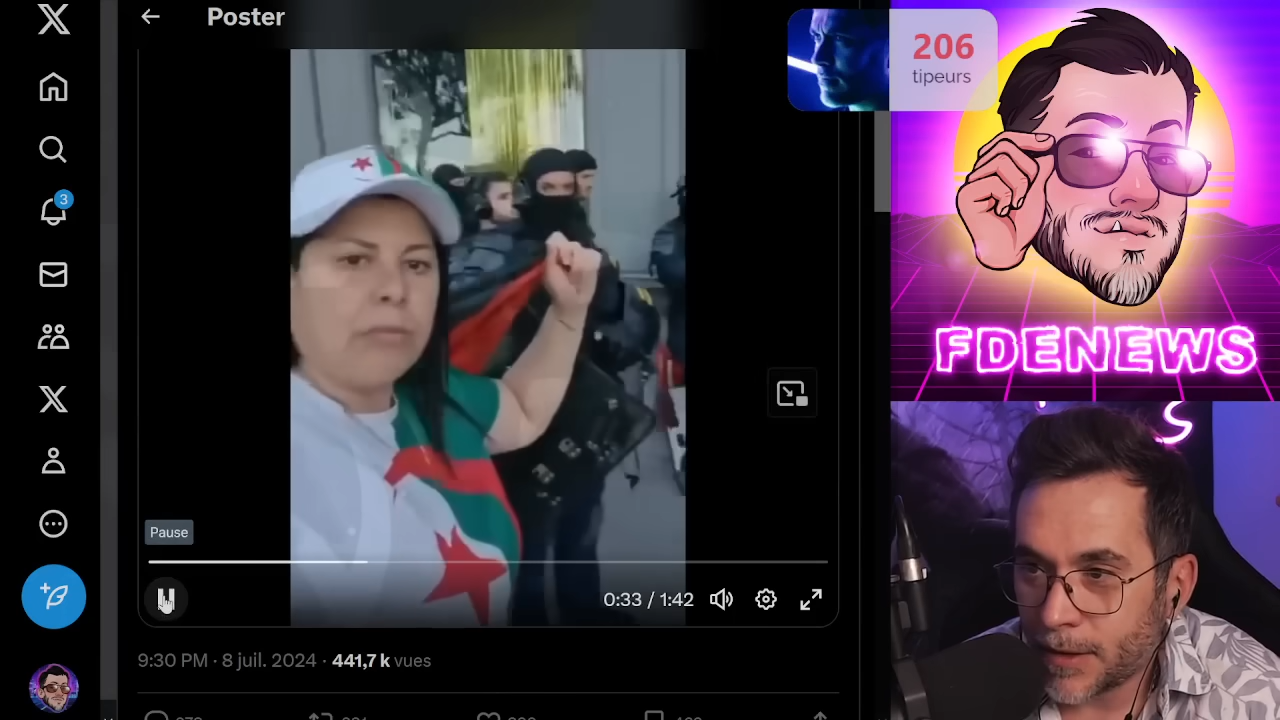 Poster
206
tipeurs
3
FDENEWS
Pause
0:33 / 1:42
9:30 PM · 8 juil. 2024 · 441,7 k vues